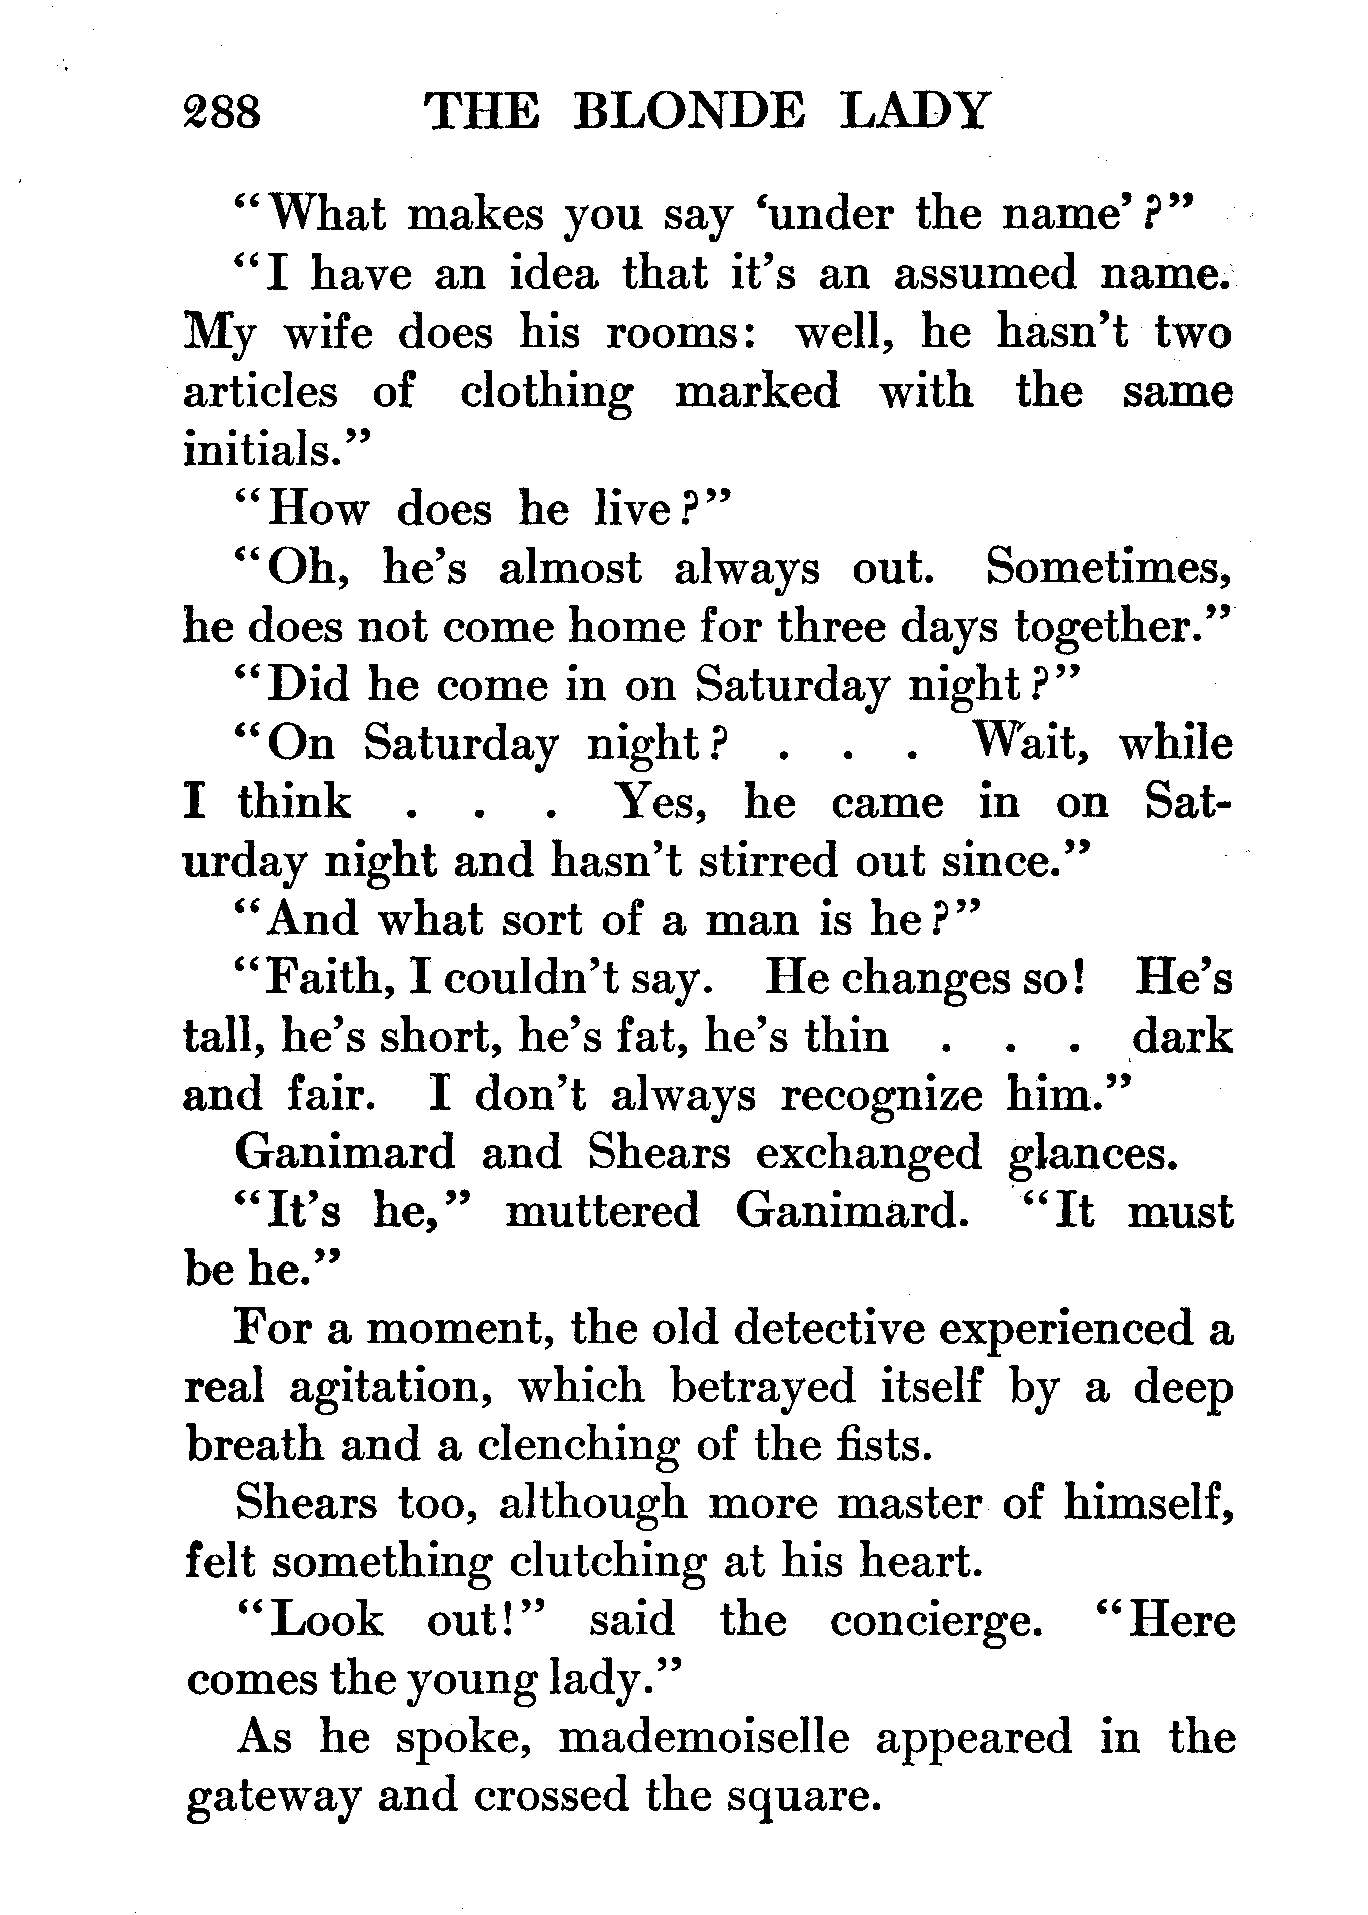 288 THE BLONDE LADY
“What makes you say ‘under the name’?”
“I have an idea that it’s an assumed name.
My wife does his rooms: well, he hasn’t two
articles of clothing marked with the same
initials.”
“How does he live?”
“Oh, he’s almost always out. Sometimes,
he does not come home for three days together.”
“Did he come in on Saturday night?”
“On Saturday night? . . . Wait, while
I think . . . Yes, he came in on Sat-
urday night and hasn’t stirred out since.”
“And what sort of a man is he?”
“Faith, I couldn’t say. He changes so! He’s
tall, he’s short, he’s fat, he’s thin . . . dark
and fair. I don’t always recognize him.”
Ganimard and Shears exchanged glances.
“It’s he,” muttered Ganimard. “It must
be he.”
For a moment, the old detective experienced a
real agitation, which betrayed itself by a deep
breath and a clenching of the fists.
Shears too, although more master of himself,
felt something clutching at his heart.
“Look out!” said the concierge. “Here
comes the young lady.”
As he spoke, mademoiselle appeared in the
gateway and crossed the square.